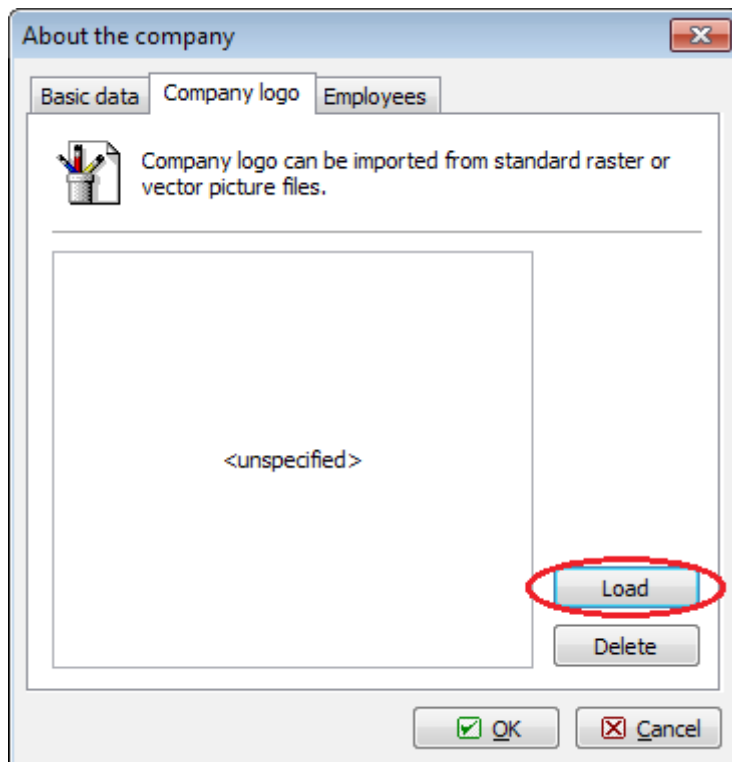 About the company
Basic data Company logo Employees
Company logo can be imported from standard raster or
vector picture files.
<unspecified>
Load
Delete
OK Cancel